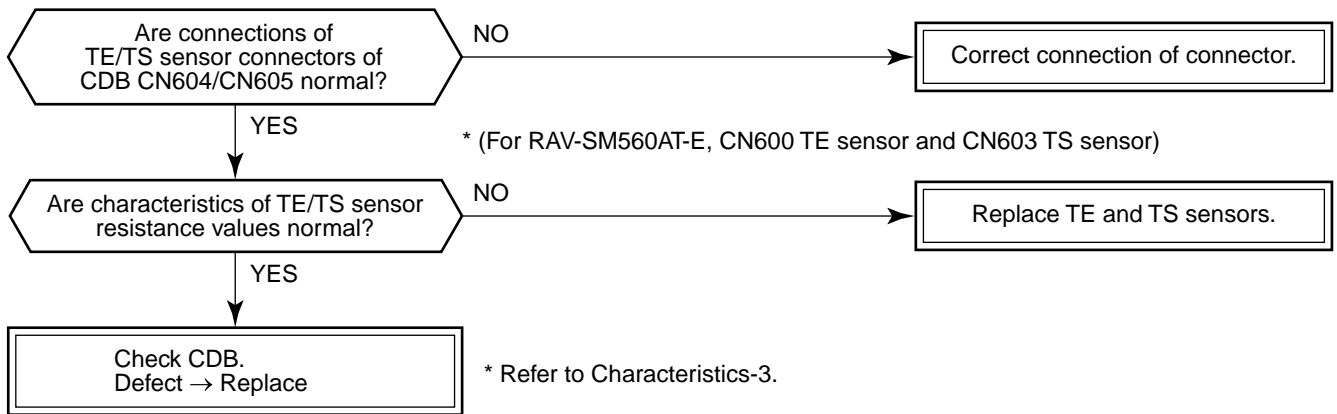 Are connections of
TE/TS sensor connectors of
CDB CN604/CN605 normal?
NO
Correct connection of connector.
YES
* (For RAV-SM560AT-E, CN600 TE sensor and CN603 TS sensor)
Are characteristics of TE/TS sensor
resistance values normal?
NO
Replace TE and TS sensors.
YES
Check CDB.
Defect → Replace
* Refer to Characteristics-3.